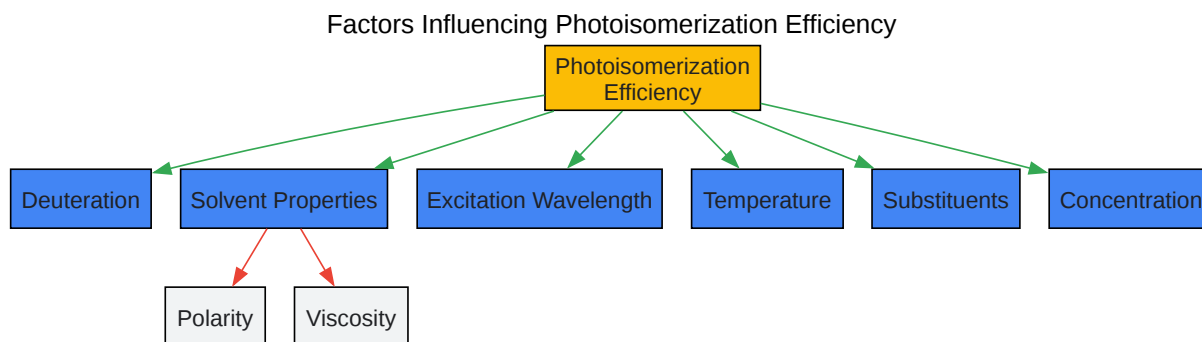 Factors Influencing Photoisomerization Efficiency
Photoisomerization
Efficiency
Deuteration
Solvent Properties
Excitation Wavelength
Temperature
Substituents
Concentration
Polarity
Viscosity